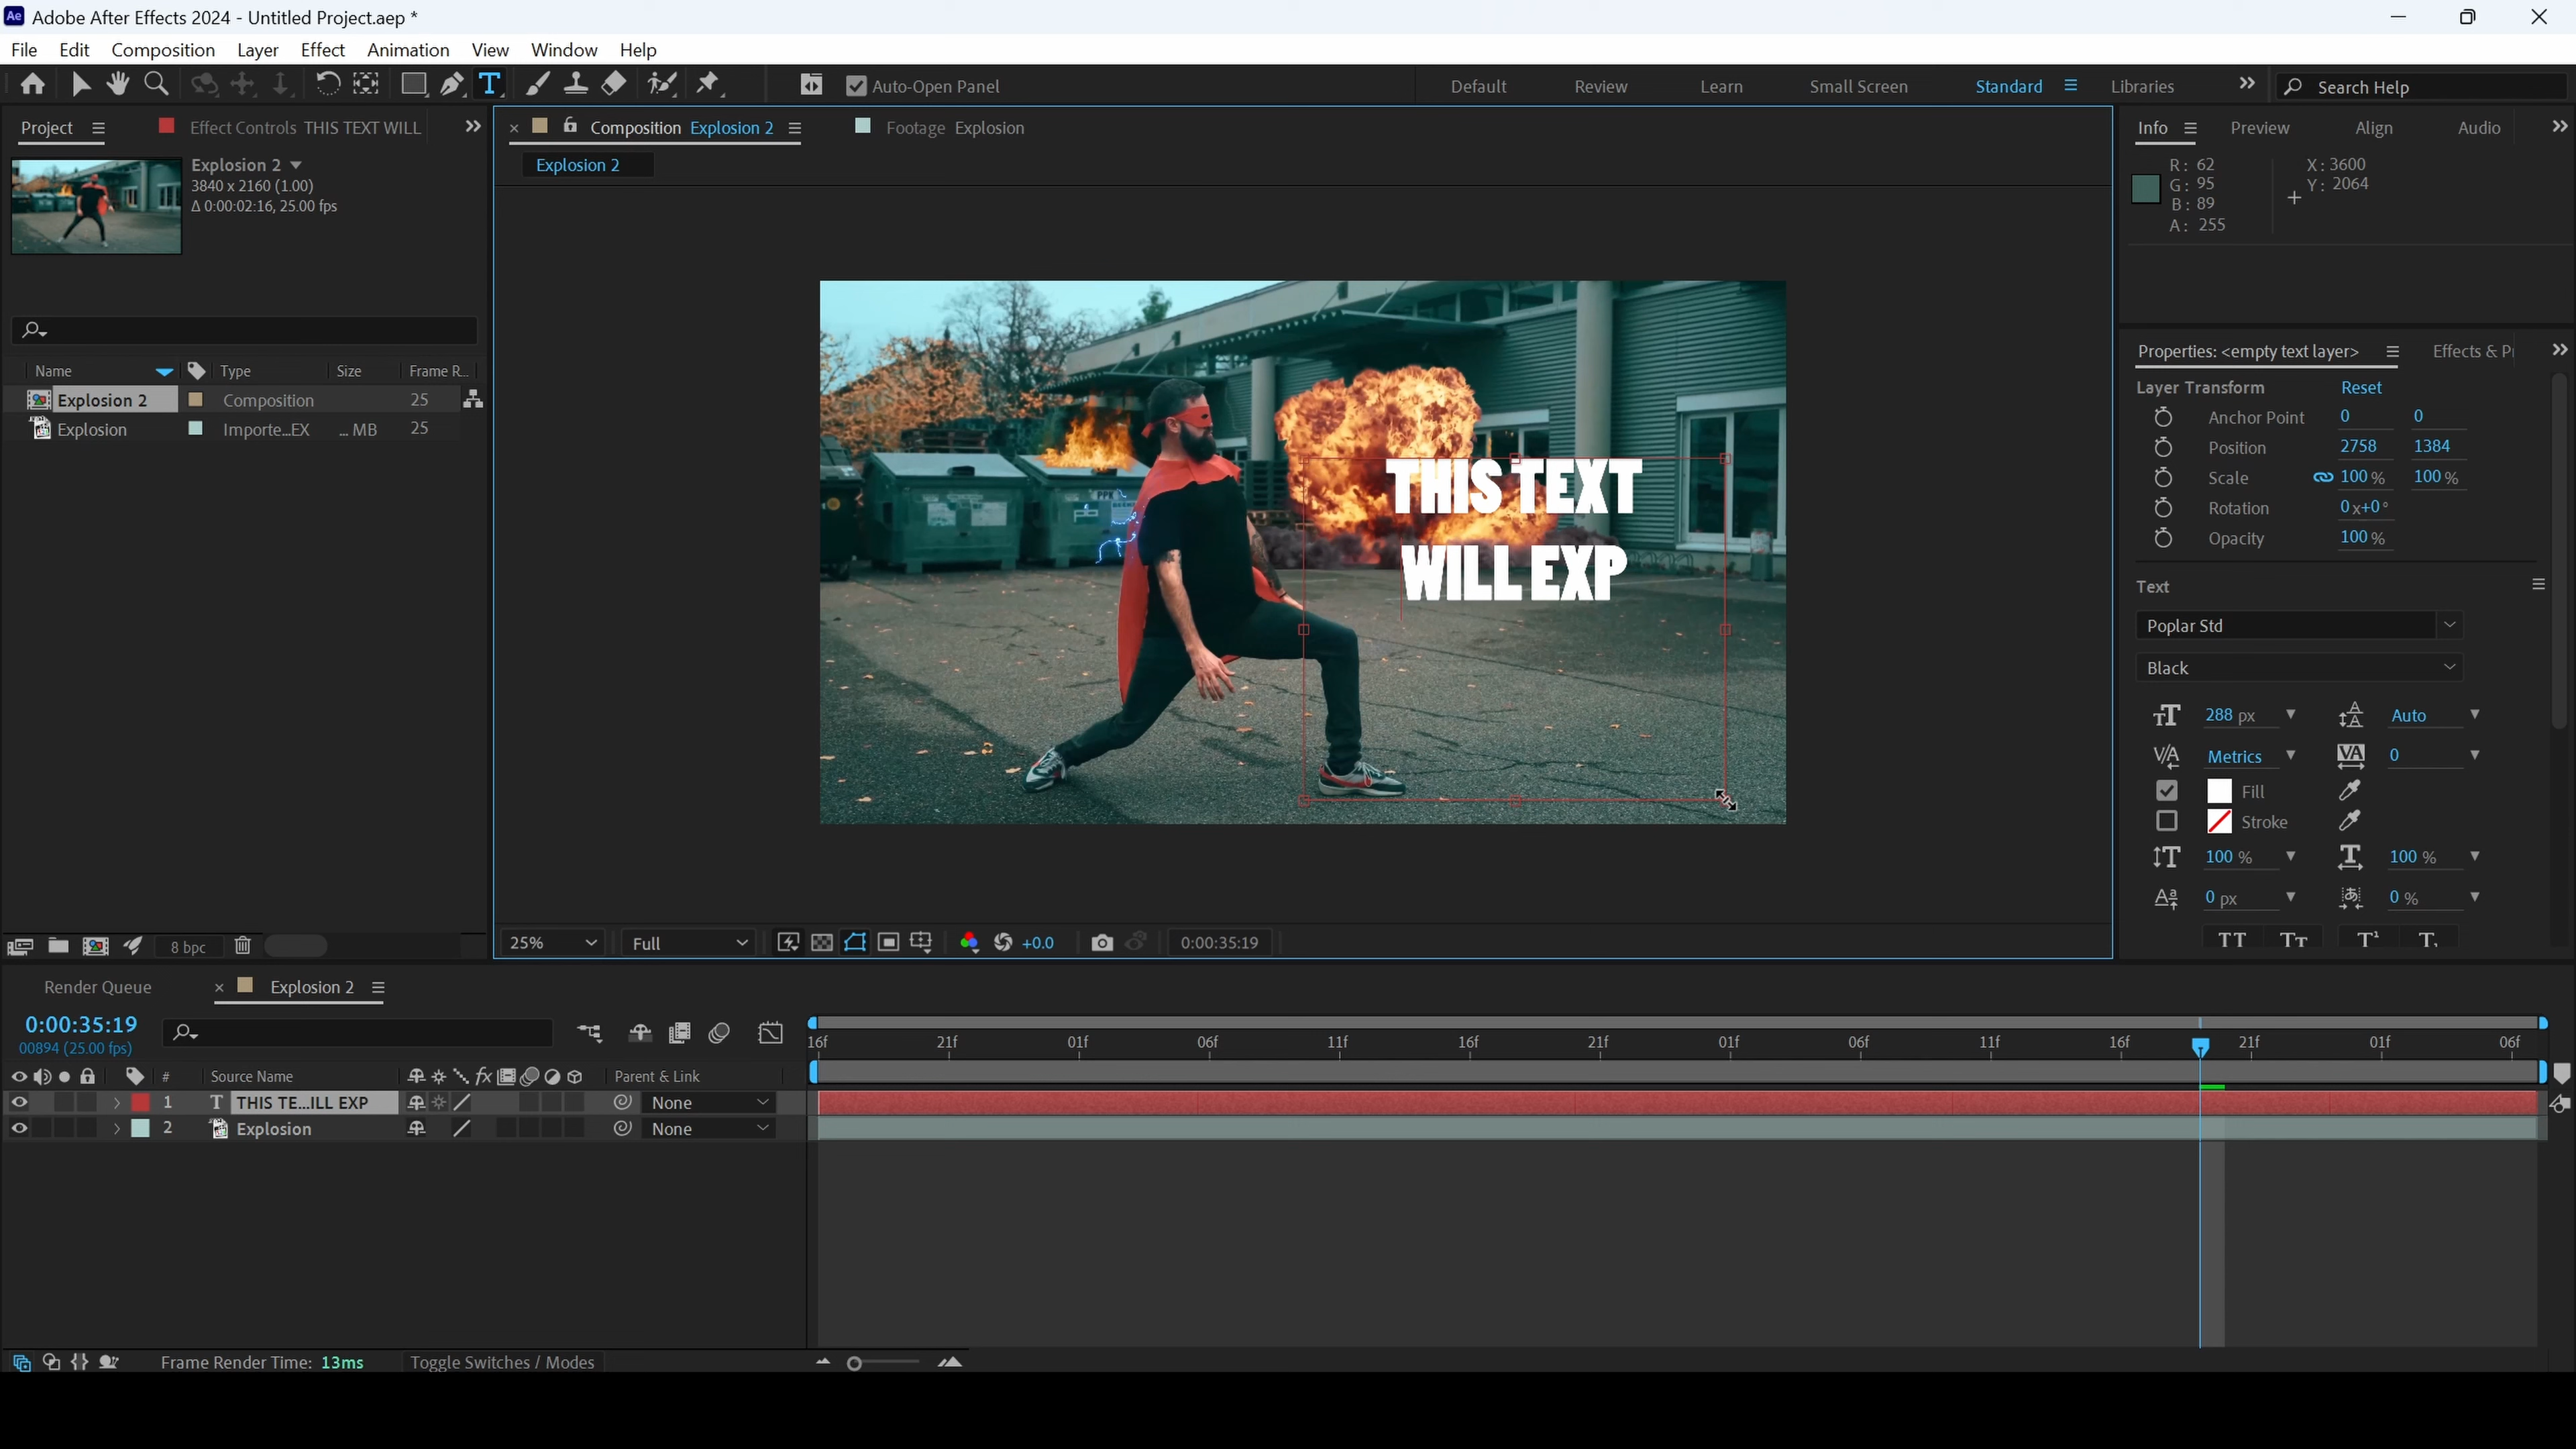 Ae Adobe After Effects 2024 - Untitled Project.aep *
File Edit Composition Layer Effect Animation View Window Help
Auto-Open Panel Default Review Learn Small Screen Standard Libraries Search Help
Project Effect Controls THIS TEXT WILL
Composition Explosion 2 Footage Explosion
Info Preview Align Audio
Explosion 2
3840 x 2160 (1.00)
Δ 0:00:02:16, 25.00 fps
Explosion 2
R: 62
G: 95
B: 89
A: 255
X: 3600
Y: 2064
Name Type Size Frame R...
Explosion 2 Composition 25
Explosion Importe...EX ... MB 25
THIS TEXT
WILL EXP
Properties: <empty text layer> Effects & P
Layer Transform Reset
Anchor Point 0 0
Position 2758 1384
Scale 100 % 100 %
Rotation 0x+0°
Opacity 100 %
Text
Poplar Std
Black
288 px Auto
Metrics 0
Fill
Stroke
100 % 100 %
0 px 0 %
TT Tт T¹ T,
8 bpc
25% Full +0.0 0:00:35:19
Render Queue Explosion 2
0:00:35:19
00894 (25.00 fps)
16f 21f 01f 06f 11f 16f 21f 01f 06f 11f 16f 21f 01f 06f
# Source Name fx Parent & Link
1 T THIS TE...ILL EXP None
2 Explosion None
Frame Render Time: 13ms Toggle Switches / Modes